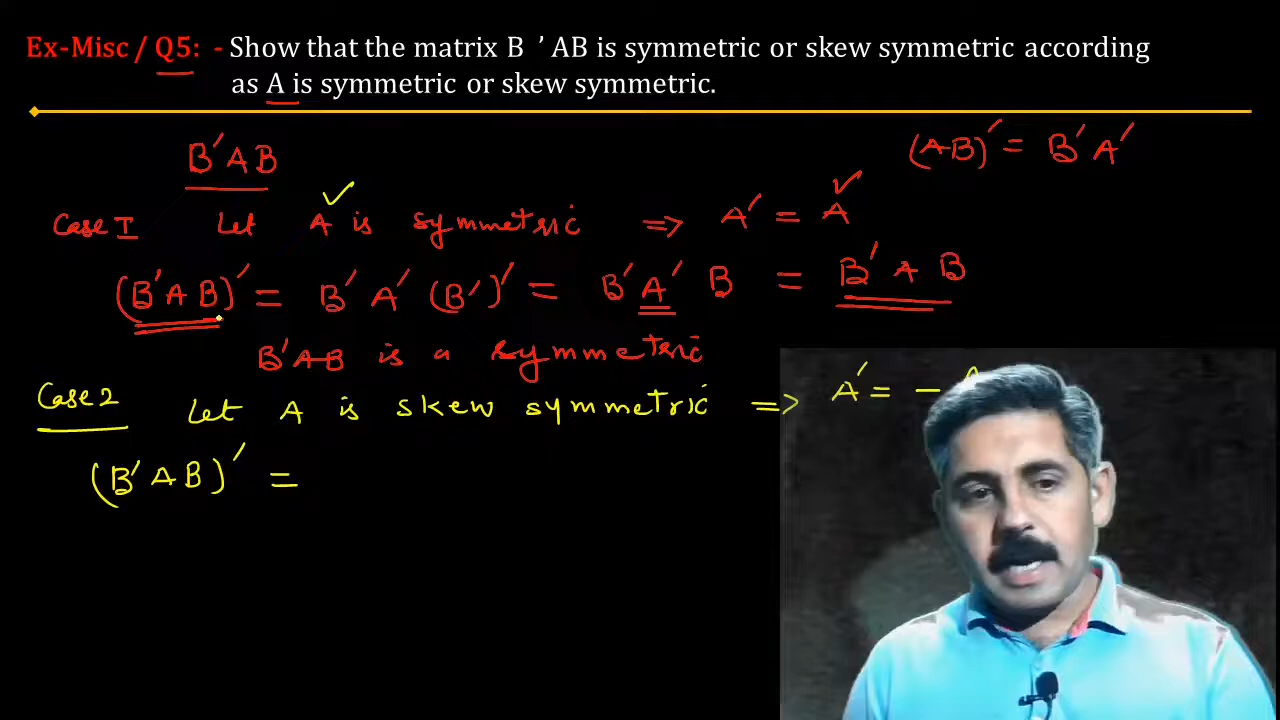 Ex-Misc / Q5: - Show that the matrix B ’ AB is symmetric or skew symmetric according
as A is symmetric or skew symmetric.
B'AB
(AB)' = B'A'
Case I Let A is symmetric => A' = A
(B'AB)' = B' A' (B')' = B' A' B = B' A B
B'AB is a symmetric
Case 2 Let A is skew symmetric => A' = -
(B'AB)' =